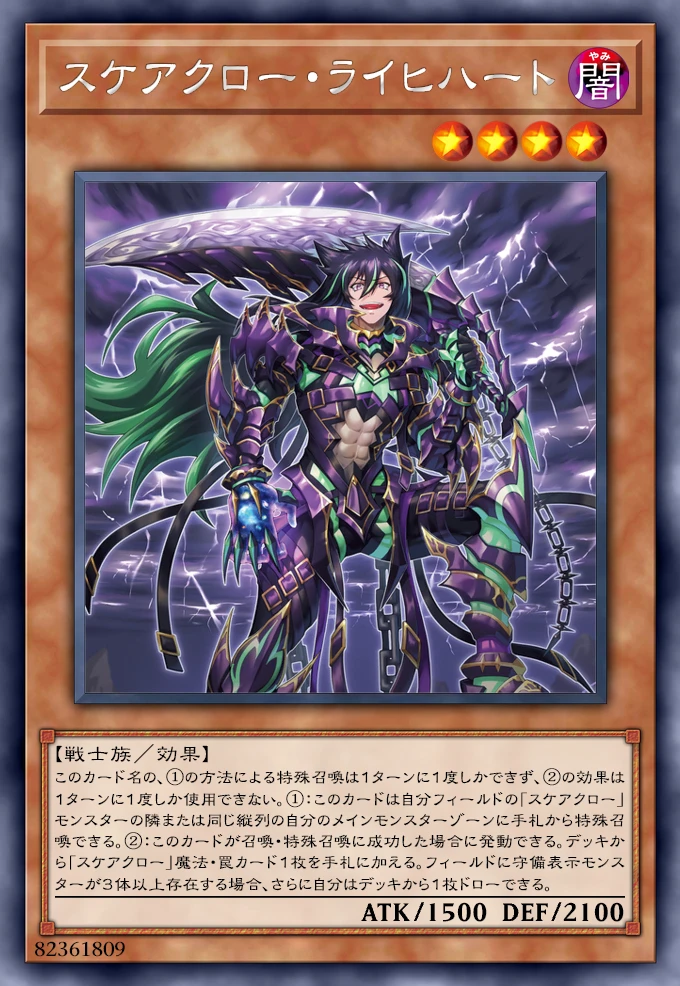 スケアクロー・ライヒハート
やみ
闇
【戦士族／効果】
このカード名の、①の方法による特殊召喚は1ターンに1度しかできず、②の効果は
1ターンに1度しか使用できない。①：このカードは自分フィールドの「スケアクロー」
モンスターの隣または同じ縦列の自分のメインモンスターゾーンに手札から特殊召
喚できる。②：このカードが召喚・特殊召喚に成功した場合に発動できる。デッキか
ら「スケアクロー」魔法・罠カード1枚を手札に加える。フィールドに守備表示モンス
ターが3体以上存在する場合、さらに自分はデッキから1枚ドローできる。
ATK/1500 DEF/2100
82361809